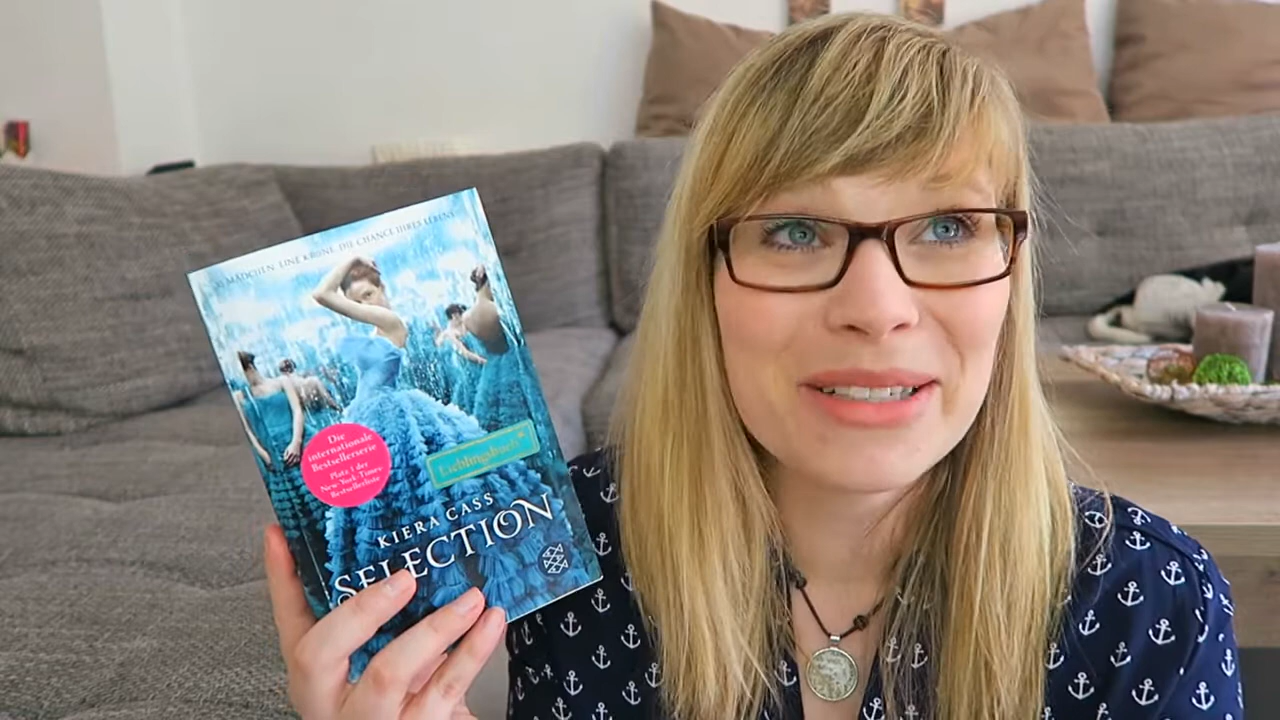 35 MÄDCHEN. EINE KRONE. DIE CHANCE IHRES LEBENS.
Die
internationale
Bestsellerserie
Platz 1 der
New-York-Times-
Bestsellerliste
Lieblingsbuch*
KIERA CASS
SELECTION